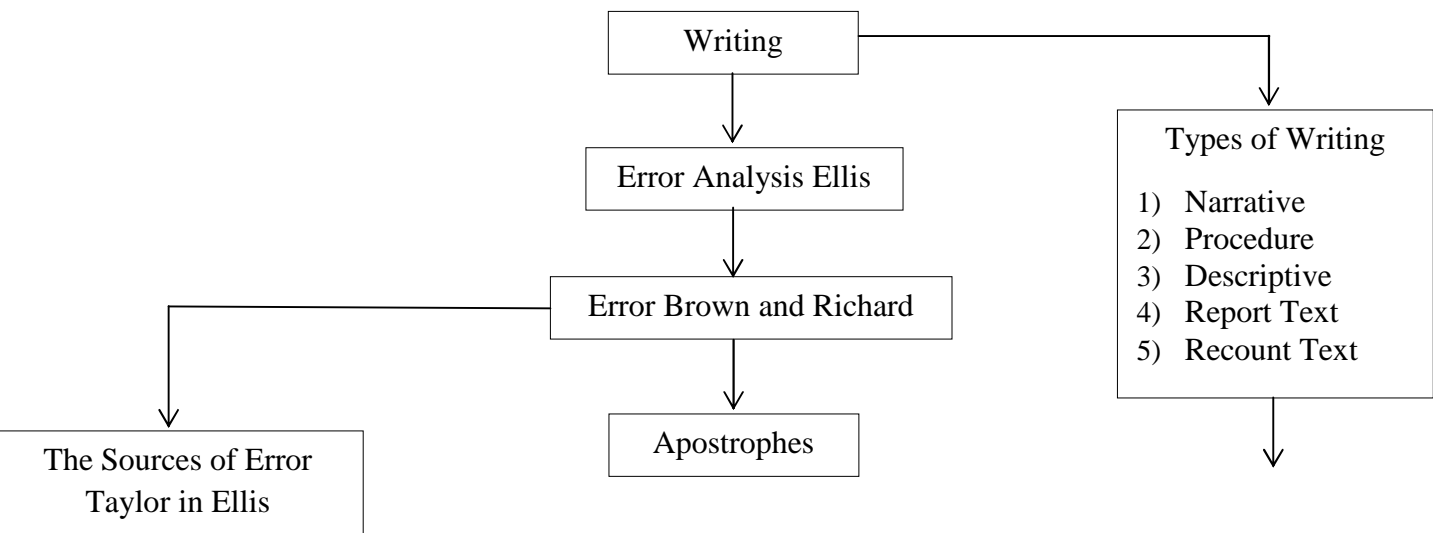 Writing
Types of Writing
1) Narrative
2) Procedure
3) Descriptive
4) Report Text
5) Recount Text
Error Analysis Ellis
Error Brown and Richard
Apostrophes
The Sources of Error
Taylor in Ellis